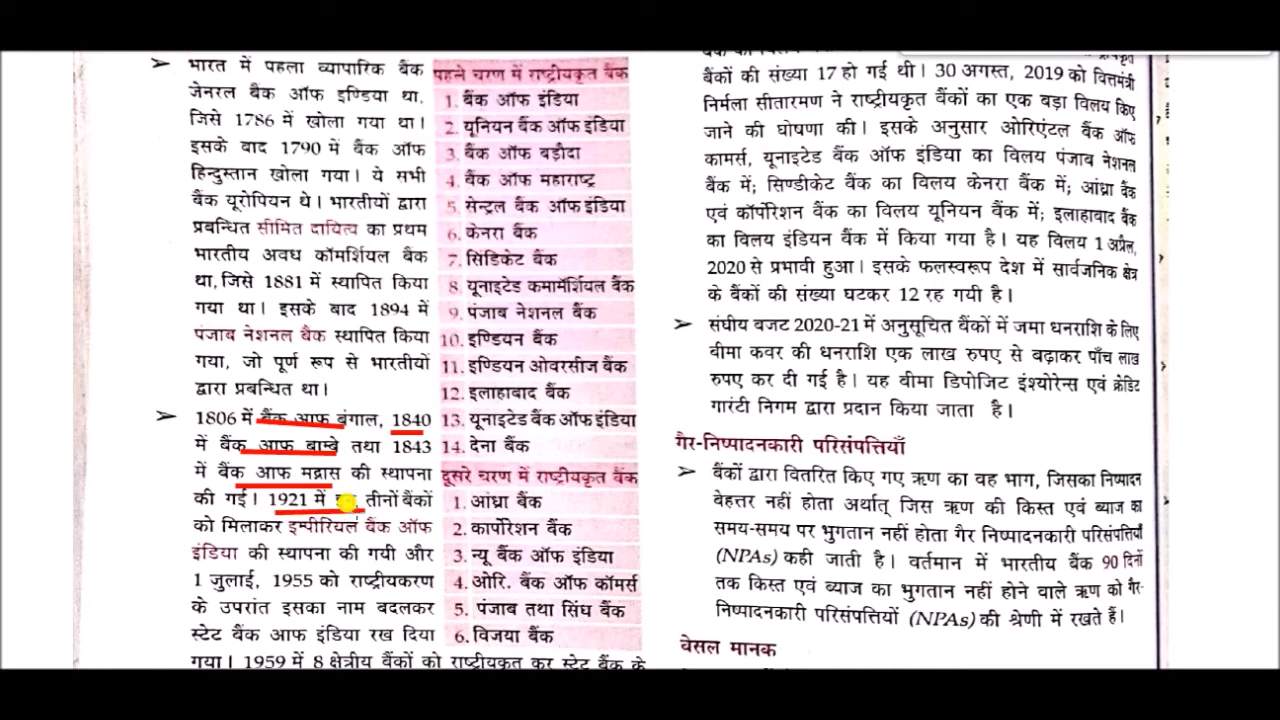 ➤ भारत में पहला व्यापारिक बैंक
जेनरल बैंक ऑफ इण्डिया था,
जिसे 1786 में खोला गया था।
इसके बाद 1790 में बैंक ऑफ
हिन्दुस्तान खोला गया। ये सभी
बैंक यूरोपियन थे। भारतीयों द्वारा
प्रबन्धित सीमित दायित्व का प्रथम
भारतीय अवध कॉमर्शियल बैंक
था, जिसे 1881 में स्थापित किया
गया था। इसके बाद 1894 में
पंजाब नेशनल बैंक स्थापित किया
गया, जो पूर्ण रूप से भारतीयों
द्वारा प्रबन्धित था।
➤ 1806 में बैंक आफ बंगाल, 1840
में बैंक आफ बाम्बे तथा 1843
में बैंक आफ मद्रास की स्थापना
की गई। 1921 में तीनों बैंकों
को मिलाकर इम्पीरियल बैंक ऑफ
इंडिया की स्थापना की गयी और
1 जुलाई, 1955 को राष्ट्रीयकरण
के उपरांत इसका नाम बदलकर
स्टेट बैंक आफ इंडिया रख दिया
गया। 1959 में 8 क्षेत्रीय बैंकों को राष्ट्रीयकृत कर स्टेट बैंक के
पहले चरण में राष्ट्रीयकृत बैंक
1. बैंक ऑफ इंडिया
2. यूनियन बैंक ऑफ इंडिया
3. बैंक ऑफ बड़ौदा
4. बैंक ऑफ महाराष्ट्र
5. सेन्ट्रल बैंक ऑफ इंडिया
6. केनरा बैंक
7. सिंडिकेट बैंक
8. यूनाइटेड कमामर्शियल बैंक
9. पंजाब नेशनल बैंक
10. इण्डियन बैंक
11. इण्डियन ओवरसीज बैंक
12. इलाहाबाद बैंक
13. यूनाइटेड बैंक ऑफ इंडिया
14. देना बैंक
दूसरे चरण में राष्ट्रीयकृत बैंक
1. आंध्रा बैंक
2. कार्पोरेशन बैंक
3. न्यू बैंक ऑफ इंडिया
4. ओरि. बैंक ऑफ कॉमर्स
5. पंजाब तथा सिंध बैंक
6. विजया बैंक
बैंकों की संख्या 17 हो गई थी। 30 अगस्त, 2019 को वित्तमंत्री
निर्मला सीतारमण ने राष्ट्रीयकृत बैंकों का एक बड़ा विलय किए
जाने की घोषणा की। इसके अनुसार ओरिएंटल बैंक ऑफ
कामर्स, यूनाइटेड बैंक ऑफ इंडिया का विलय पंजाब नेशनल
बैंक में; सिण्डीकेट बैंक का विलय केनरा बैंक में; आंध्रा बैंक
एवं कॉर्पोरेशन बैंक का विलय यूनियन बैंक में; इलाहाबाद बैंक
का विलय इंडियन बैंक में किया गया है। यह विलय 1 अप्रैल,
2020 से प्रभावी हुआ। इसके फलस्वरूप देश में सार्वजनिक क्षेत्र
के बैंकों की संख्या घटकर 12 रह गयी है।
➤ संघीय बजट 2020-21 में अनुसूचित बैंकों में जमा धनराशि के लिए
बीमा कवर की धनराशि एक लाख रुपए से बढ़ाकर पाँच लाख
रुपए कर दी गई है। यह बीमा डिपोजिट इंश्योरेन्स एवं क्रेडिट
गारंटी निगम द्वारा प्रदान किया जाता है।
गैर-निष्पादनकारी परिसंपत्तियाँ
➤ बैंकों द्वारा वितरित किए गए ऋण का वह भाग, जिसका निष्पादन
बेहत्तर नहीं होता अर्थात् जिस ऋण की किस्त एवं ब्याज का
समय-समय पर भुगतान नहीं होता गैर निष्पादनकारी परिसंपत्तियाँ
(NPAs) कही जाती है। वर्तमान में भारतीय बैंक 90 दिनों
तक किस्त एवं ब्याज का भुगतान नहीं होने वाले ऋण को गैर-
निष्पादनकारी परिसंपत्तियों (NPAs) की श्रेणी में रखते हैं।
बेसल मानक